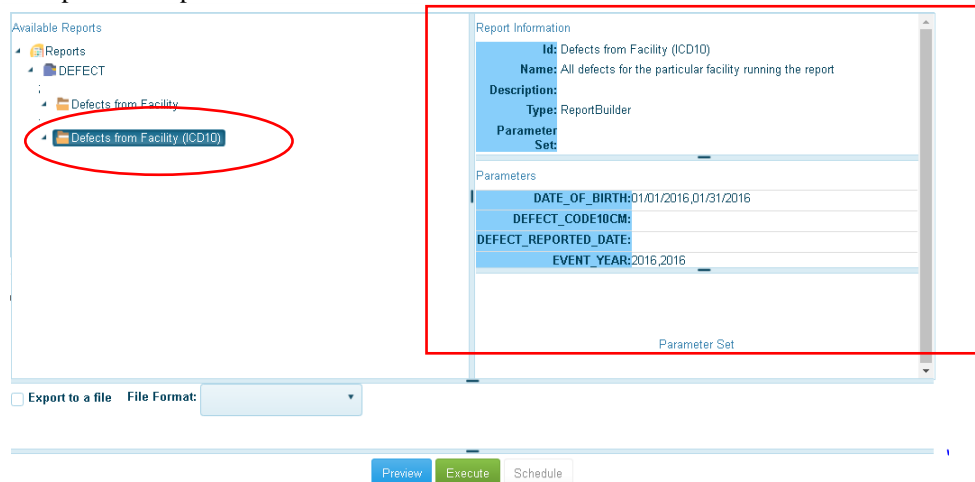 Available Reports
Reports
DEFECT
Defects from Facility
Defects from Facility (ICD10)
Report Information
Id: Defects from Facility (ICD10)
Name: All defects for the particular facility running the report
Description:
Type: ReportBuilder
Parameter
Set:
Parameters
DATE_OF_BIRTH: 01/01/2016,01/31/2016
DEFECT_CODE10CM:
DEFECT_REPORTED_DATE:
EVENT_YEAR: 2016,2016
Parameter Set
Export to a file File Format:
Preview Execute Schedule